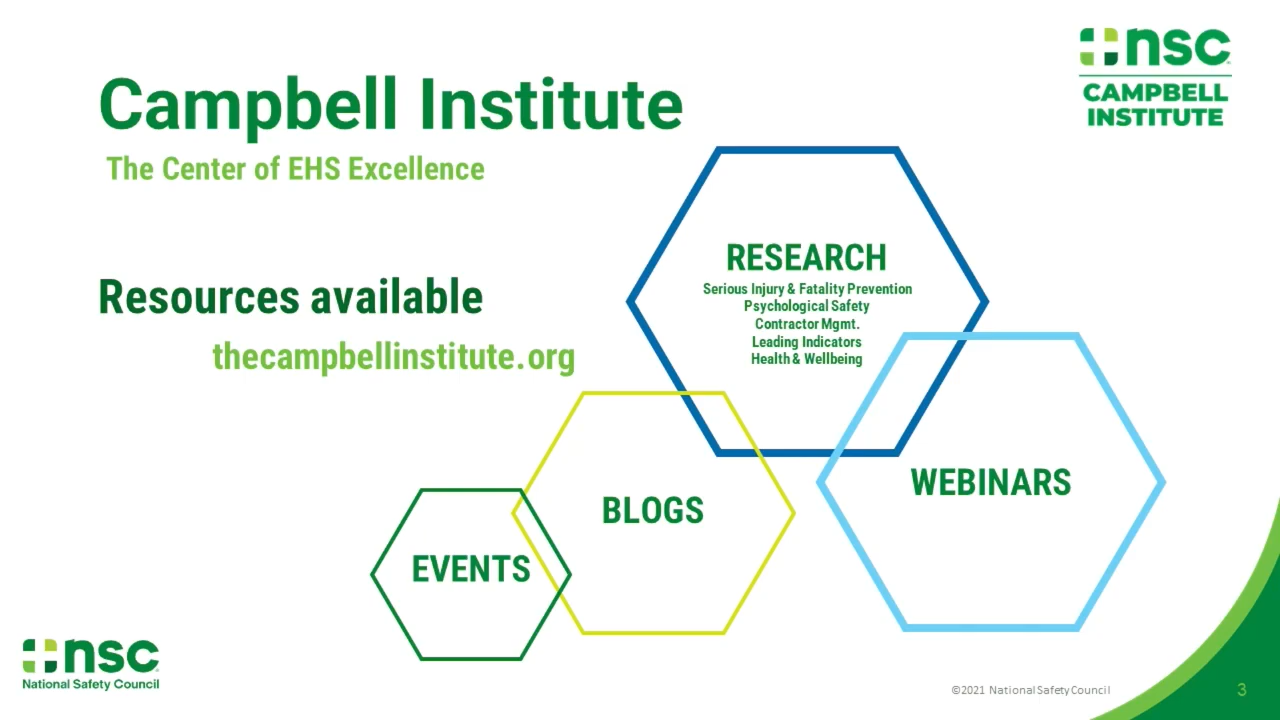 nsc
CAMPBELL
INSTITUTE
Campbell Institute
The Center of EHS Excellence
Resources available
thecampbellinstitute.org
RESEARCH
Serious Injury & Fatality Prevention
Psychological Safety
Contractor Mgmt.
Leading Indicators
Health & Wellbeing
WEBINARS
BLOGS
EVENTS
nsc
National Safety Council
©2021 National Safety Council
3